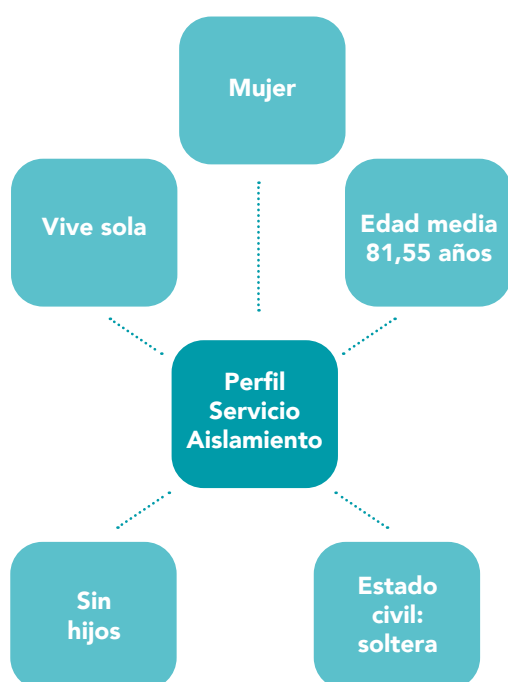 Mujer
Vive sola
Edad media
81,55 años
Perfil
Servicio
Aislamiento
Sin
hijos
Estado
civil:
soltera